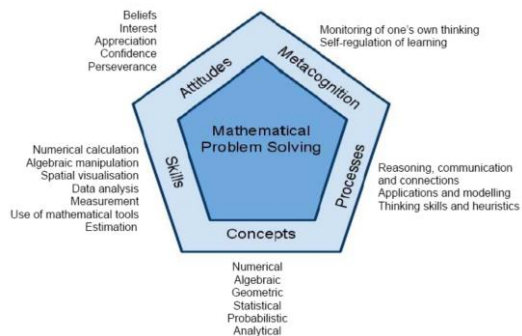 Beliefs
Interest
Appreciation
Confidence
Perseverance
Monitoring of one's own thinking
Self-regulation of learning
Attitudes
Metacognition
Mathematical
Problem Solving
Skills
Processes
Concepts
Numerical calculation
Algebraic manipulation
Spatial visualisation
Data analysis
Measurement
Use of mathematical tools
Estimation
Reasoning, communication
and connections
Applications and modelling
Thinking skills and heuristics
Numerical
Algebraic
Geometric
Statistical
Probabilistic
Analytical